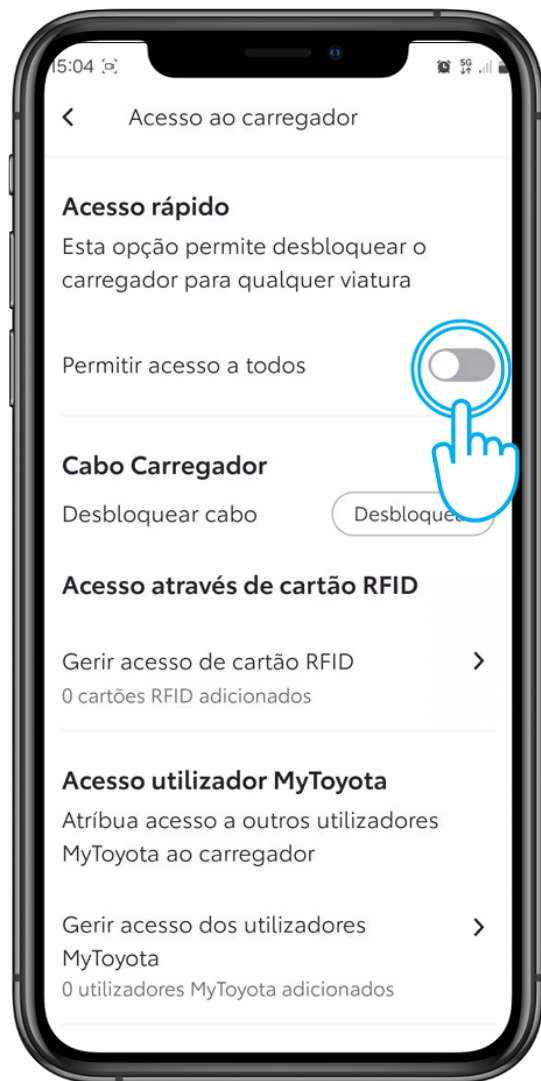 15:04
5G
Acesso ao carregador
Acesso rápido
Esta opção permite desbloquear o
carregador para qualquer viatura
Permitir acesso a todos
Cabo Carregador
Desbloquear cabo
Desbloquear
Acesso através de cartão RFID
Gerir acesso de cartão RFID
0 cartões RFID adicionados
Acesso utilizador MyToyota
Atríbua acesso a outros utilizadores
MyToyota ao carregador
Gerir acesso dos utilizadores
MyToyota
0 utilizadores MyToyota adicionados